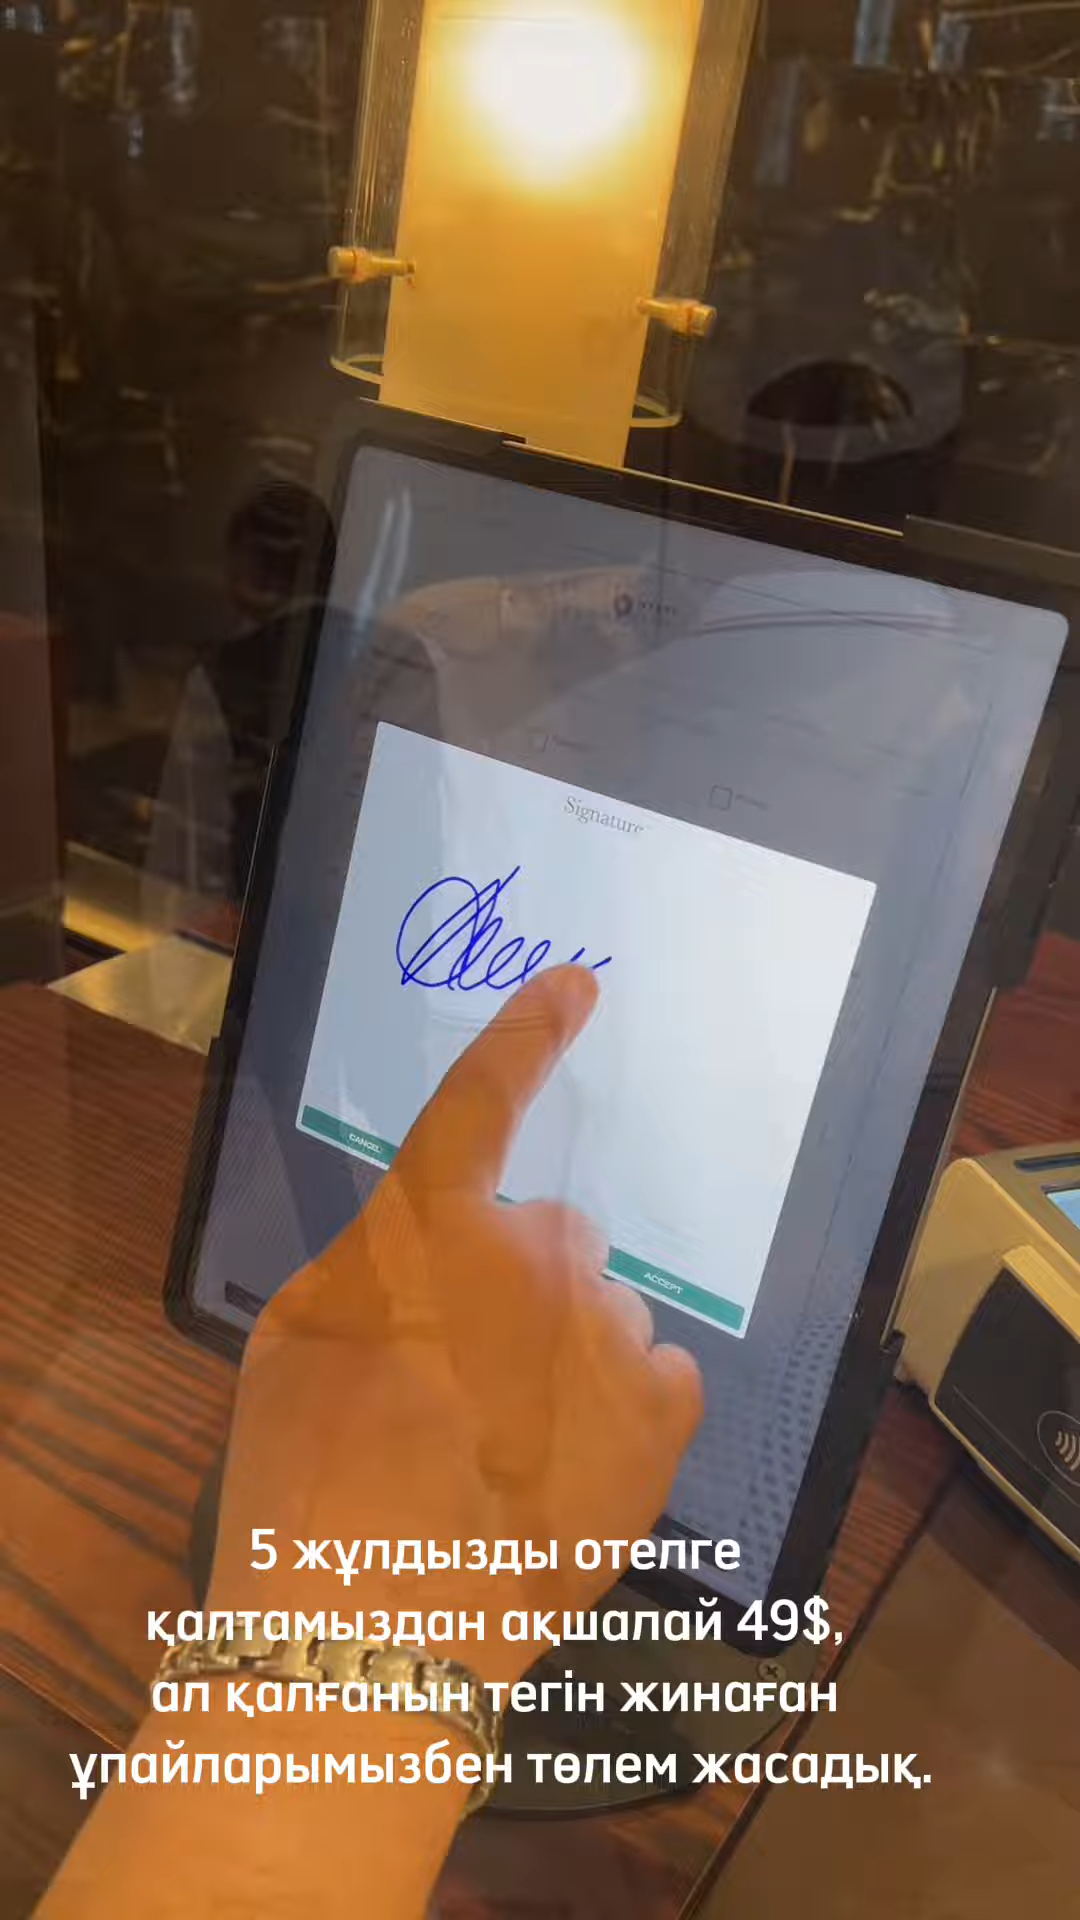 Signature
CANCEL
ACCEPT
5 жұлдызды отелге
қалтамыздан ақшалай 49$,
ал қалғанын тегін жинаған
ұпайларымызбен төлем жасадық.